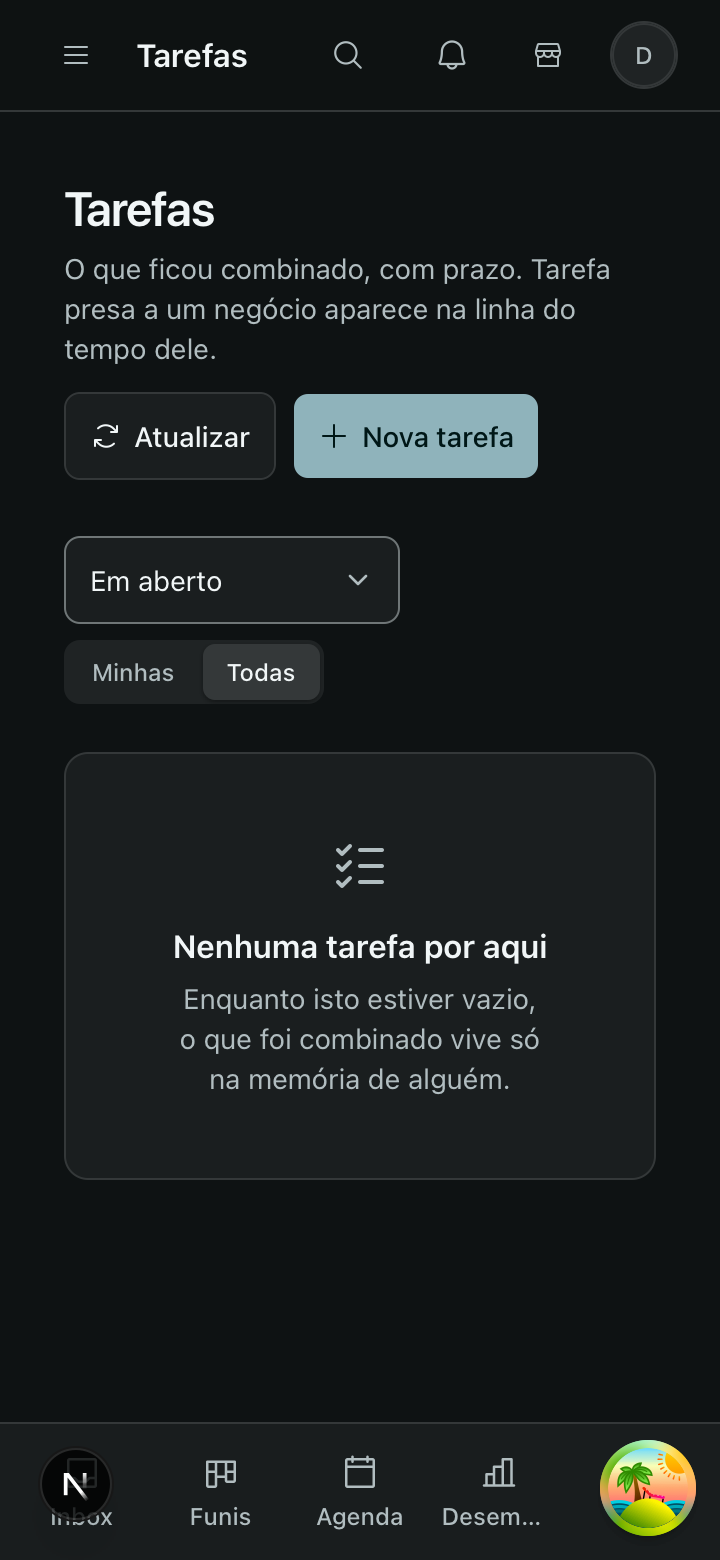 Tarefas
D
Tarefas
O que ficou combinado, com prazo. Tarefa
presa a um negócio aparece na linha do
tempo dele.
Atualizar
Nova tarefa
Em aberto
Minhas
Todas
Nenhuma tarefa por aqui
Enquanto isto estiver vazio,
o que foi combinado vive só
na memória de alguém.
N
Inbox
Funis
Agenda
Desem...